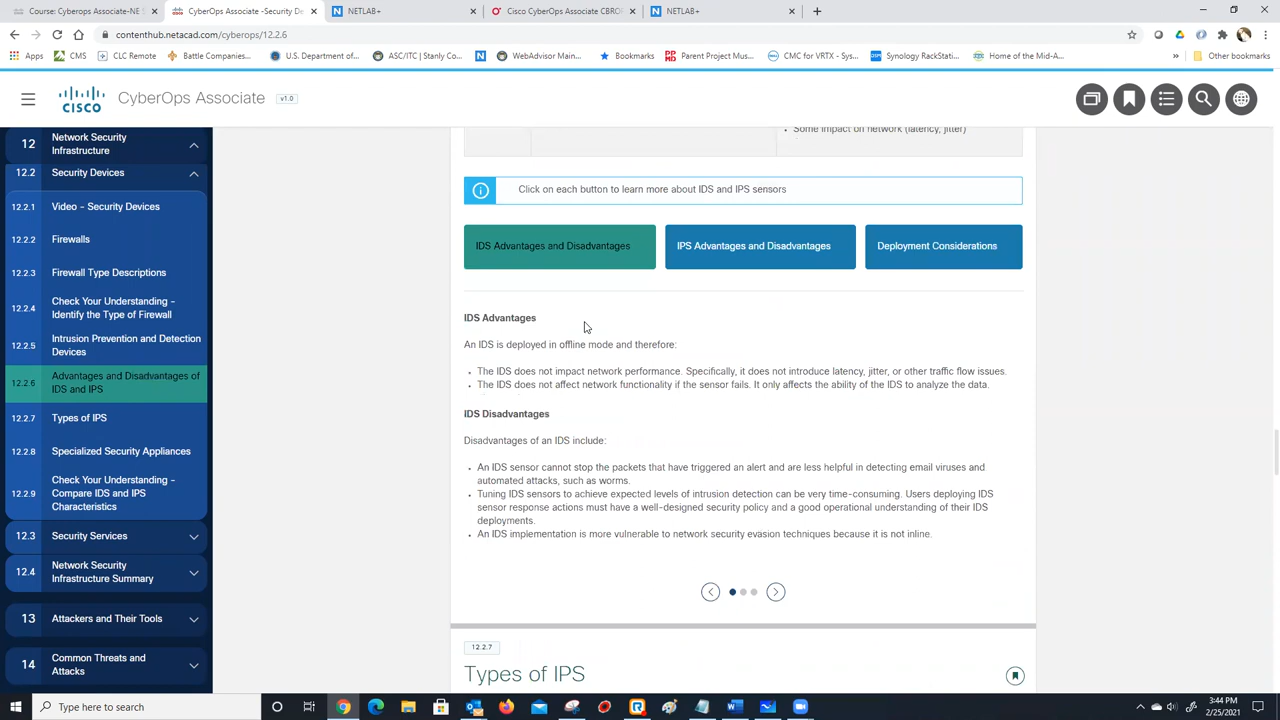 Course: CyberOps Associate-NE S
CyberOps Associate -Security De
NETLAB+
Cisco CyberOps Associate CBROP
NETLAB+
contenthub.netacad.com/cyberops/12.2.6
Apps
CMS
CLC Remote
Battle Companies...
U.S. Department of...
ASC/ITC | Stanly Co...
WebAdvisor Main...
Bookmarks
Parent Project Mus...
CMC for VRTX - Sys...
Synology RackStati...
Home of the Mid-A...
Other bookmarks
CISCO
CyberOps Associate
v1.0
12
Network Security
Infrastructure
12.2
Security Devices
12.2.1
Video - Security Devices
12.2.2
Firewalls
12.2.3
Firewall Type Descriptions
12.2.4
Check Your Understanding -
Identify the Type of Firewall
12.2.5
Intrusion Prevention and Detection
Devices
12.2.6
Advantages and Disadvantages of
IDS and IPS
12.2.7
Types of IPS
12.2.8
Specialized Security Appliances
12.2.9
Check Your Understanding -
Compare IDS and IPS
Characteristics
12.3
Security Services
12.4
Network Security
Infrastructure Summary
13
Attackers and Their Tools
14
Common Threats and
Attacks
• Some impact on network (latency, jitter)
Click on each button to learn more about IDS and IPS sensors
IDS Advantages and Disadvantages
IPS Advantages and Disadvantages
Deployment Considerations
IDS Advantages
An IDS is deployed in offline mode and therefore:
• The IDS does not impact network performance. Specifically, it does not introduce latency, jitter, or other traffic flow issues.
• The IDS does not affect network functionality if the sensor fails. It only affects the ability of the IDS to analyze the data.
IDS Disadvantages
Disadvantages of an IDS include:
• An IDS sensor cannot stop the packets that have triggered an alert and are less helpful in detecting email viruses and
automated attacks, such as worms.
• Tuning IDS sensors to achieve expected levels of intrusion detection can be very time-consuming. Users deploying IDS
sensor response actions must have a well-designed security policy and a good operational understanding of their IDS
deployments.
• An IDS implementation is more vulnerable to network security evasion techniques because it is not inline.
12.2.7
Types of IPS
Type here to search
3:44 PM
2/25/2021